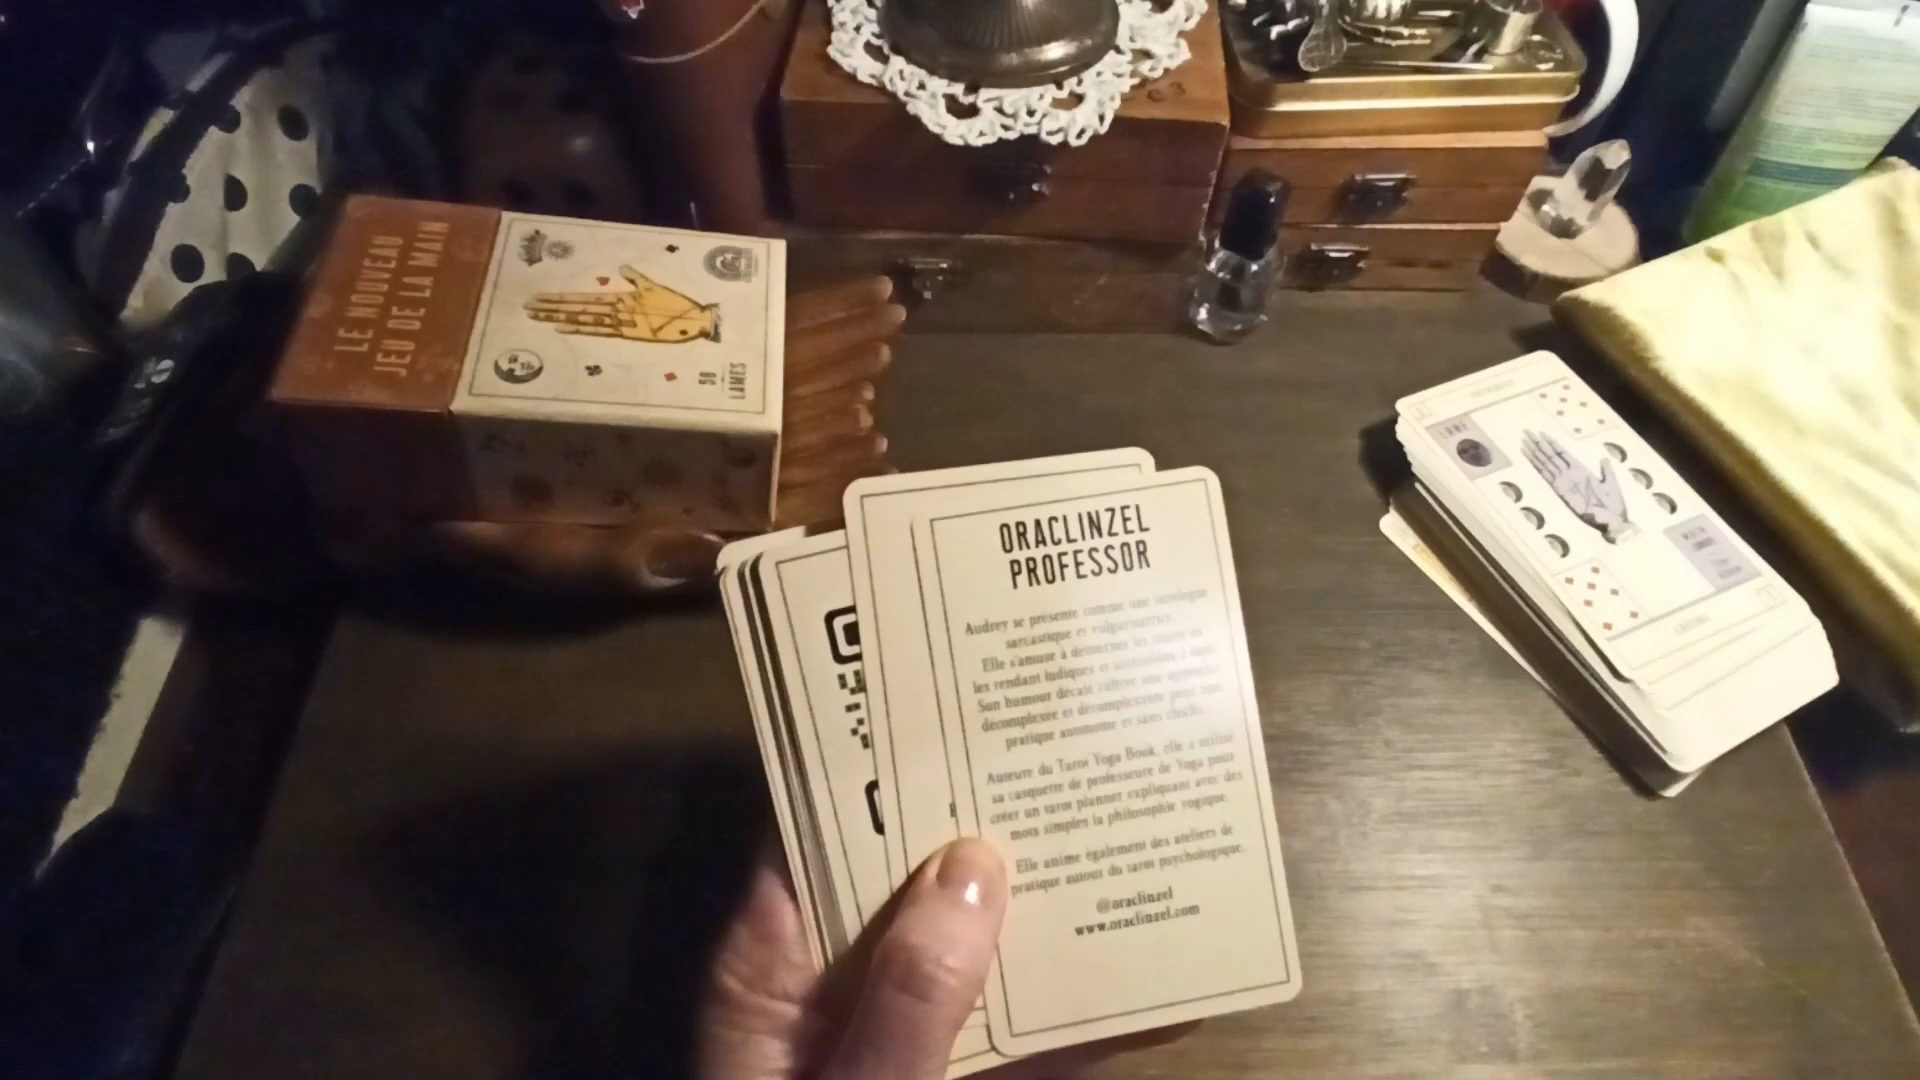 LE NOUVEAU
JEU DE LA MAIN
58
LAMES
ORACLINZEL
PROFESSOR
Audrey se présente comme une tarologue
sarcastique et vulgarisatrice.
Elle s'amuse à détourner les
les rendant ludiques et accessibles à
Son humour décalé cultive une approche
décomplexée et décomplexante pour une
pratique autonome et sans chichi.
Auteure du Tarot Yoga Book, elle a utilisé
sa casquette de professeure de Yoga pour
créer un tarot planner expliquant avec des
mots simples la philosophie yogique.
Elle anime également des ateliers de
pratique autour du tarot psychologique.
@oraclinzel
www.oraclinzel.com
LAME